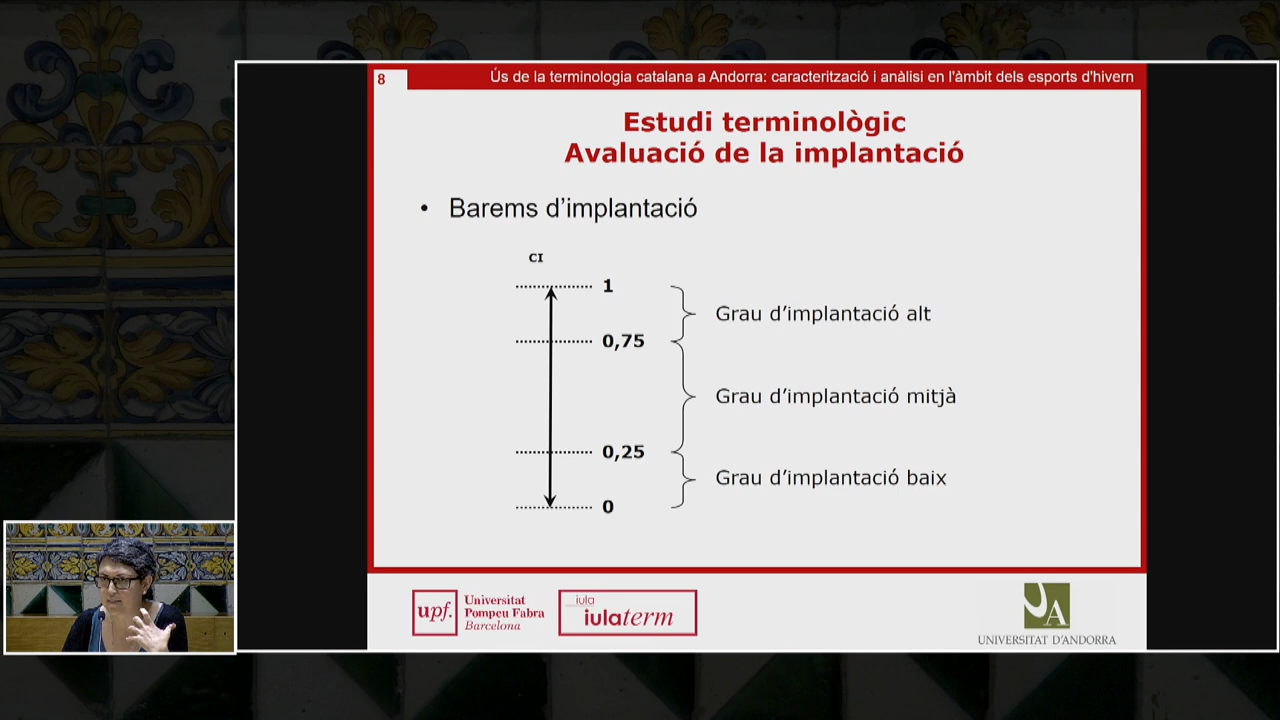 8
Ús de la terminologia catalana a Andorra: caracterització i anàlisi en l'àmbit dels esports d'hivern
Estudi terminològic
Avaluació de la implantació
• Barems d’implantació
CI
1
Grau d’implantació alt
0,75
Grau d’implantació mitjà
0,25
Grau d’implantació baix
0
upf.
Universitat
Pompeu Fabra
Barcelona
iula
iulaterm
UA
UNIVERSITAT D'ANDORRA